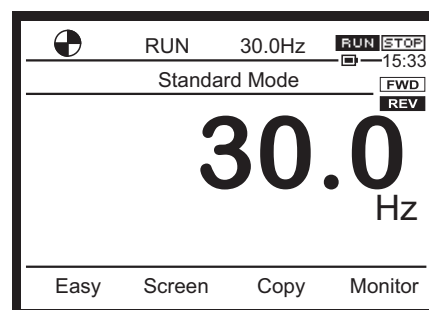 RUN 30.0Hz RUN STOP
15:33
Standard Mode FWD
REV
30.0
Hz
Easy Screen Copy Monitor